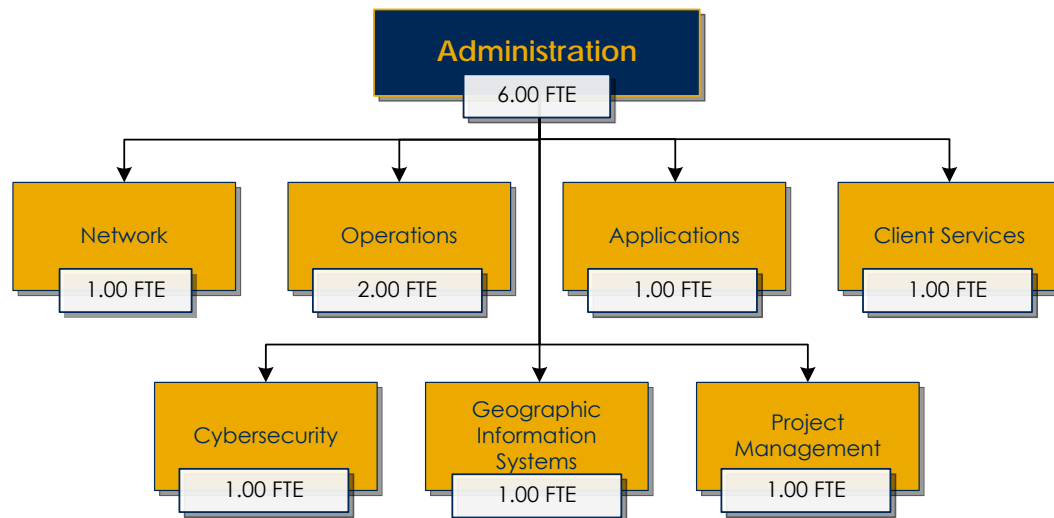 Administration
6.00 FTE
Network
1.00 FTE
Operations
2.00 FTE
Applications
1.00 FTE
Client Services
1.00 FTE
Cybersecurity
1.00 FTE
Geographic
Information
Systems
1.00 FTE
Project
Management
1.00 FTE